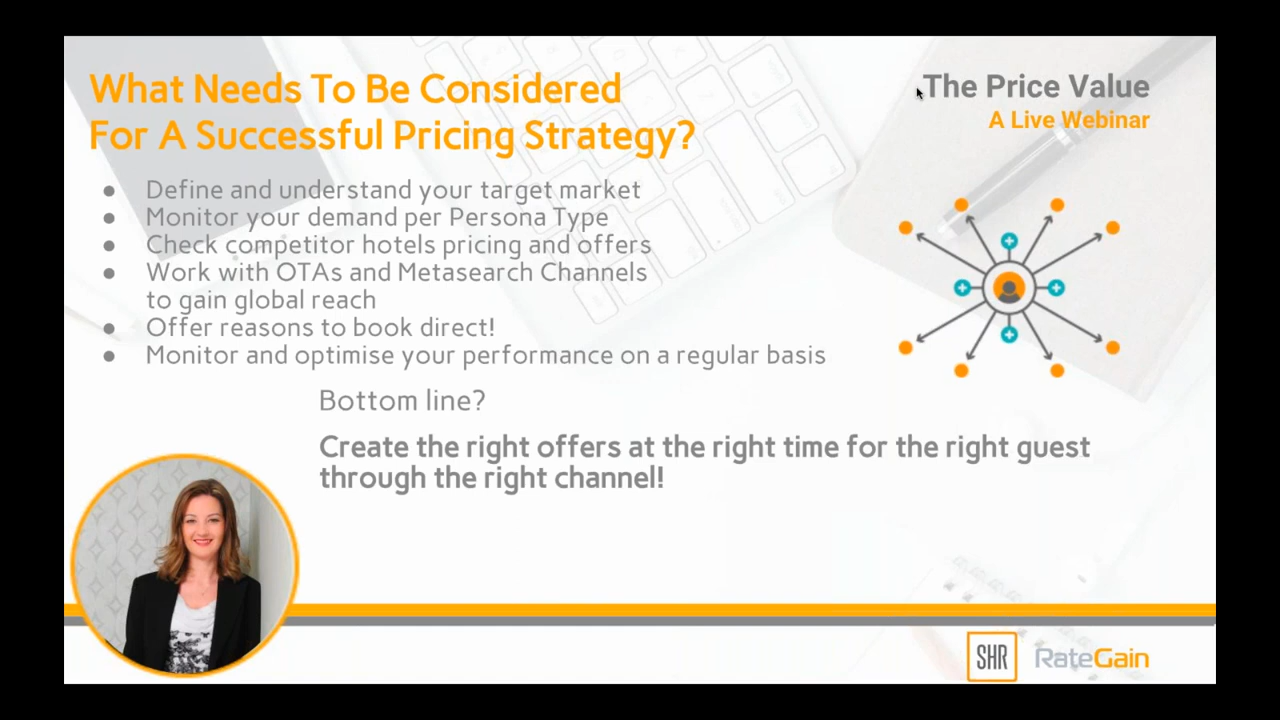 What Needs To Be Considered
For A Successful Pricing Strategy?
The Price Value
A Live Webinar
● Define and understand your target market
● Monitor your demand per Persona Type
● Check competitor hotels pricing and offers
● Work with OTAs and Metasearch Channels
to gain global reach
● Offer reasons to book direct!
● Monitor and optimise your performance on a regular basis
Bottom line?
Create the right offers at the right time for the right guest
through the right channel!
SHR
RateGain